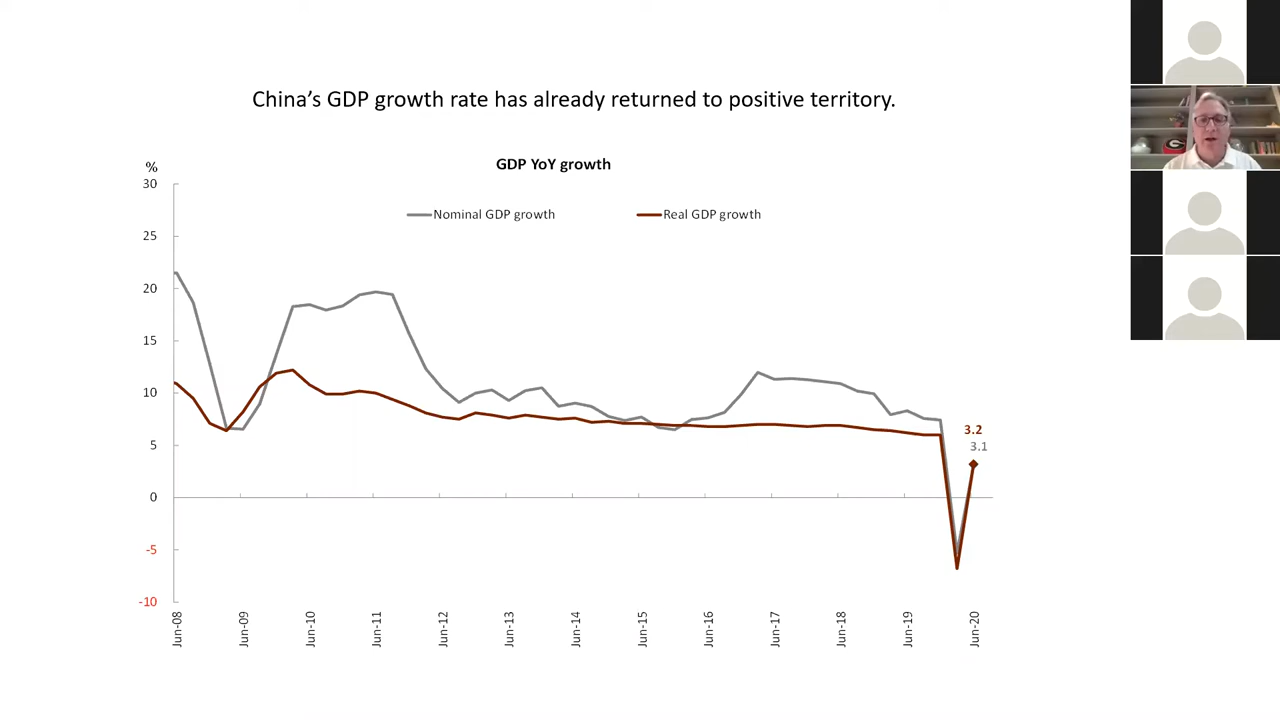 China’s GDP growth rate has already returned to positive territory.
GDP YoY growth
%
30
25
20
15
10
5
0
-5
-10
Nominal GDP growth
Real GDP growth
3.2
3.1
Jun-08
Jun-09
Jun-10
Jun-11
Jun-12
Jun-13
Jun-14
Jun-15
Jun-16
Jun-17
Jun-18
Jun-19
Jun-20
G